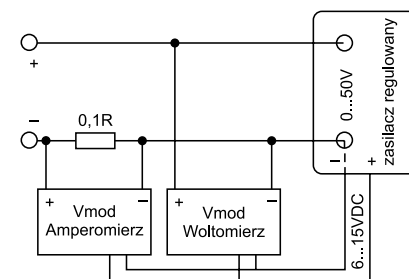 +
–
0,1R
0...50V
zasilacz regulowany
– +
+ –
Vmod
Amperomierz
+ –
Vmod
Woltomierz
6...15VDC